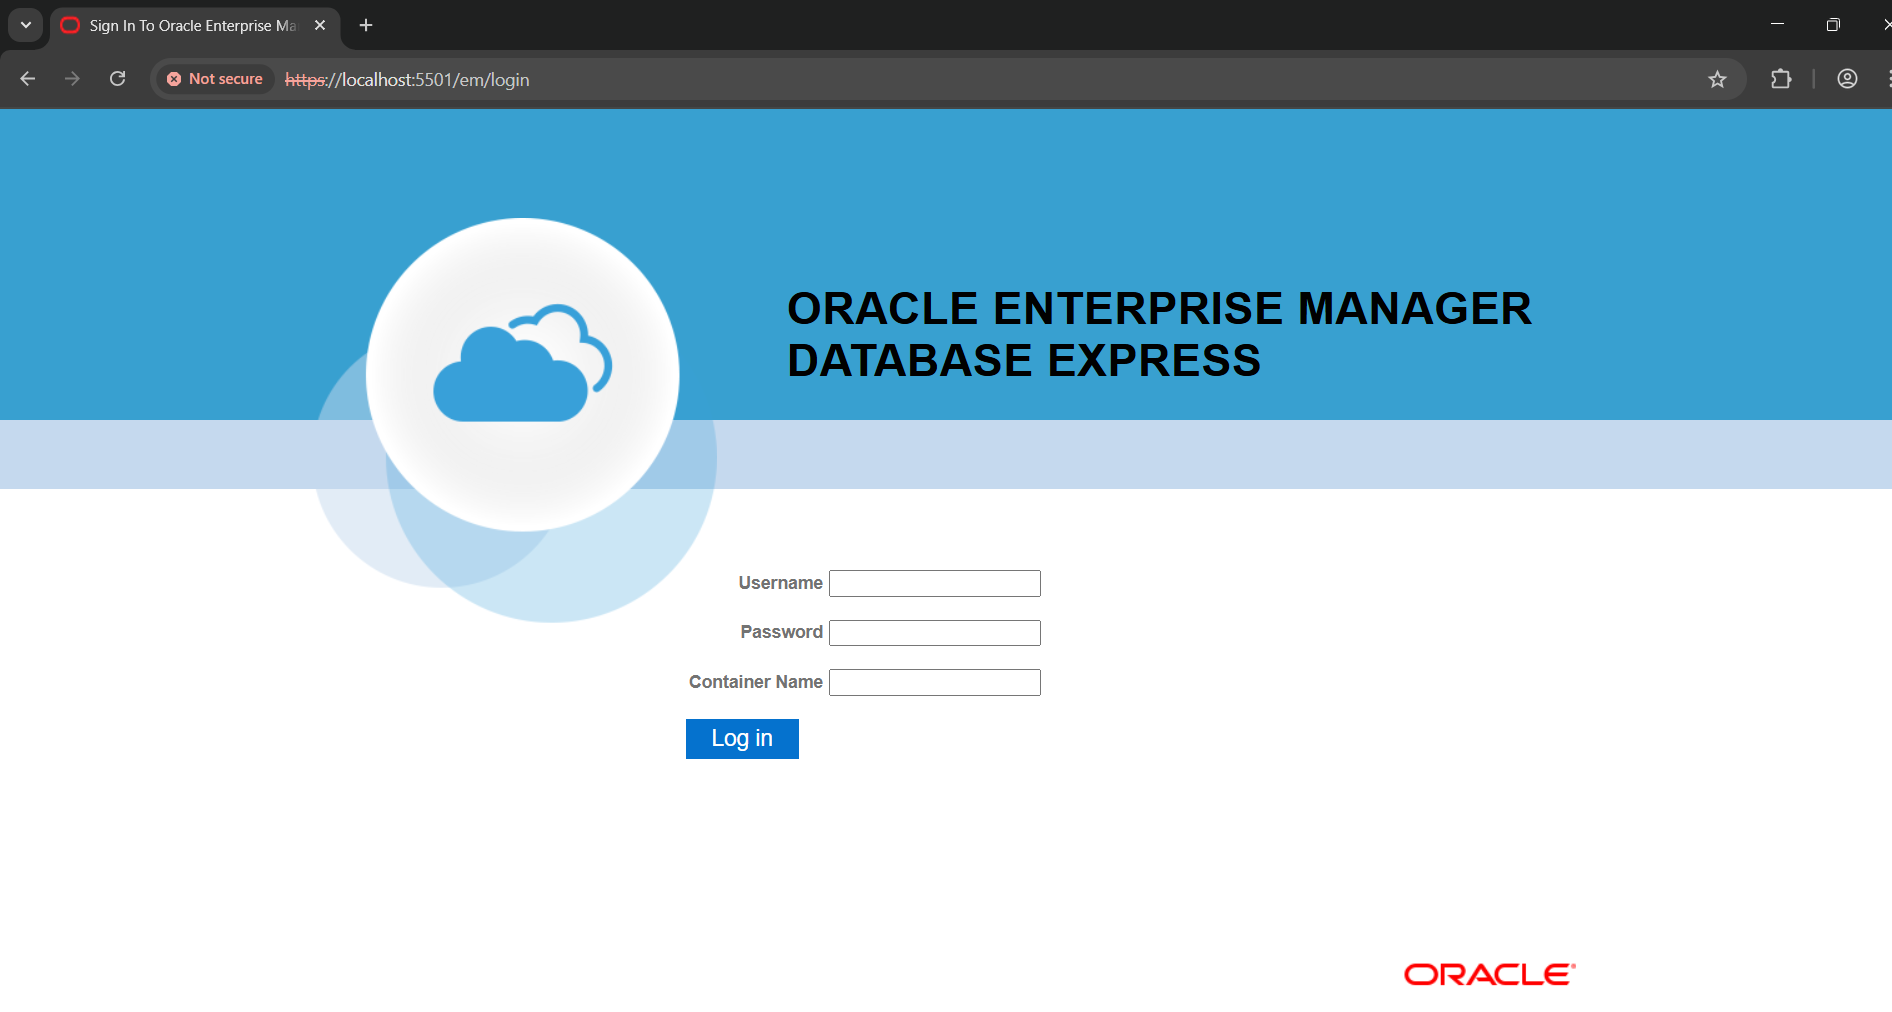 Sign In To Oracle Enterprise Ma
Not secure
https://localhost:5501/em/login
ORACLE ENTERPRISE MANAGER
DATABASE EXPRESS
Username
Password
Container Name
Log in
ORACLE®